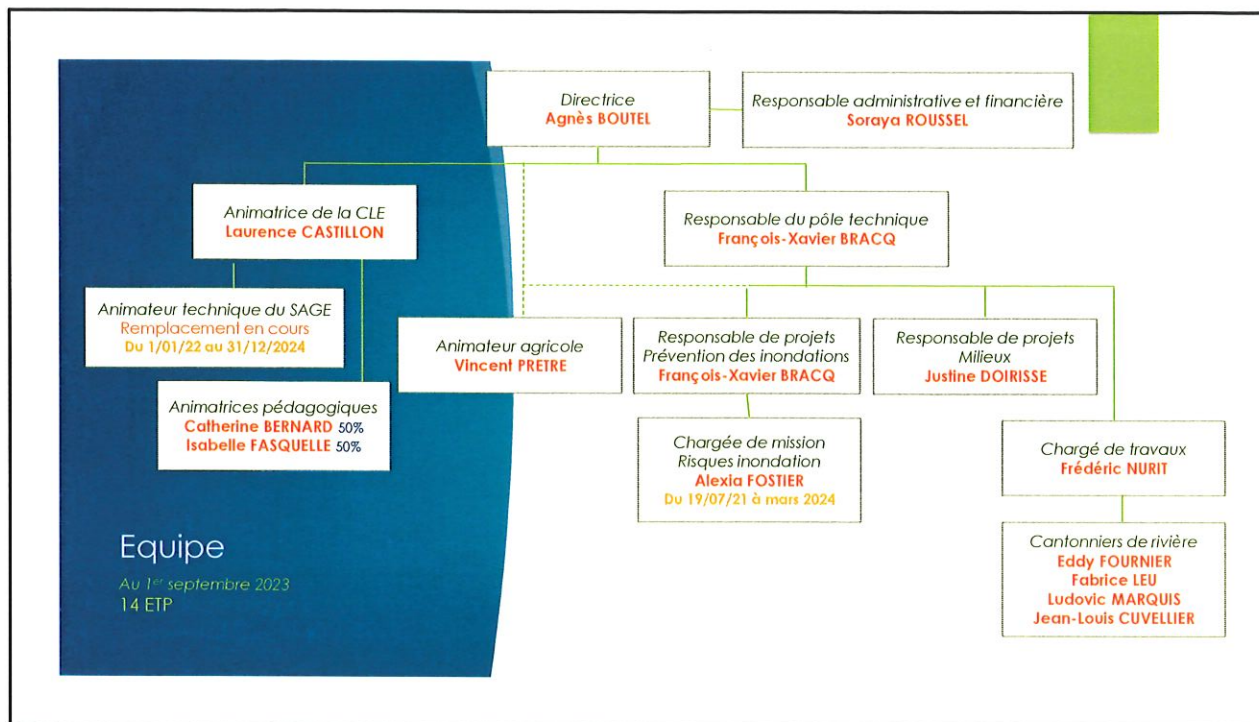 Directrice
Agnès BOUTEL
Responsable administrative et financière
Soraya ROUSSEL
Animatrice de la CLE
Laurence CASTILLON
Responsable du pôle technique
François-Xavier BRACQ
Animateur technique du SAGE
Remplacement en cours
Du 1/01/22 au 31/12/2024
Animateur agricole
Vincent PRETRE
Responsable de projets
Prévention des inondations
François-Xavier BRACQ
Responsable de projets
Milieux
Justine DOIRISSE
Animatrices pédagogiques
Catherine BERNARD 50%
Isabelle FASQUELLE 50%
Chargée de mission
Risques inondation
Alexia FOSTIER
Du 19/07/21 à mars 2024
Chargé de travaux
Frédéric NURIT
Cantonniers de rivière
Eddy FOURNIER
Fabrice LEU
Ludovic MARQUIS
Jean-Louis CUVELLIER
Equipe
Au 1er septembre 2023
14 ETP